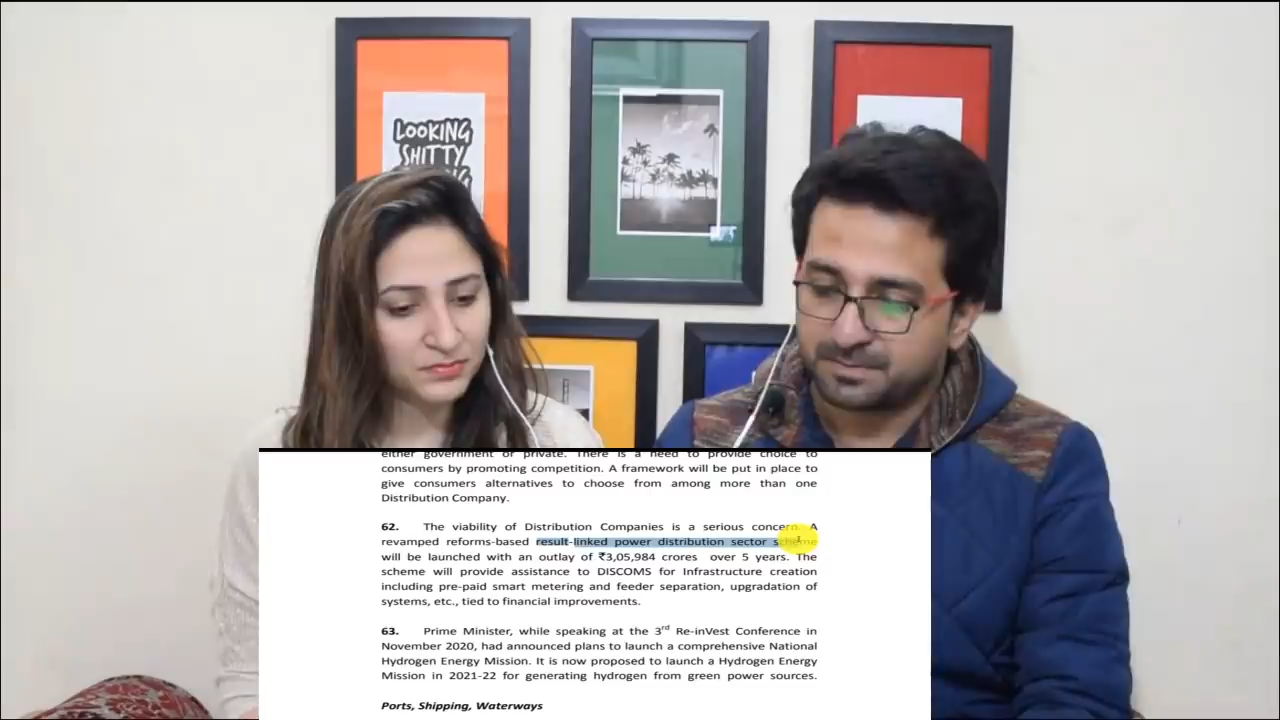 LOOKING
SHITTY
either government or private. There is a need to provide choice to
consumers by promoting competition. A framework will be put in place to
give consumers alternatives to choose from among more than one
Distribution Company.
62. The viability of Distribution Companies is a serious concern. A
revamped reforms-based result-linked power distribution sector scheme
will be launched with an outlay of ₹3,05,984 crores over 5 years. The
scheme will provide assistance to DISCOMS for Infrastructure creation
including pre-paid smart metering and feeder separation, upgradation of
systems, etc., tied to financial improvements.
63. Prime Minister, while speaking at the 3rd Re-inVest Conference in
November 2020, had announced plans to launch a comprehensive National
Hydrogen Energy Mission. It is now proposed to launch a Hydrogen Energy
Mission in 2021-22 for generating hydrogen from green power sources.
Ports, Shipping, Waterways